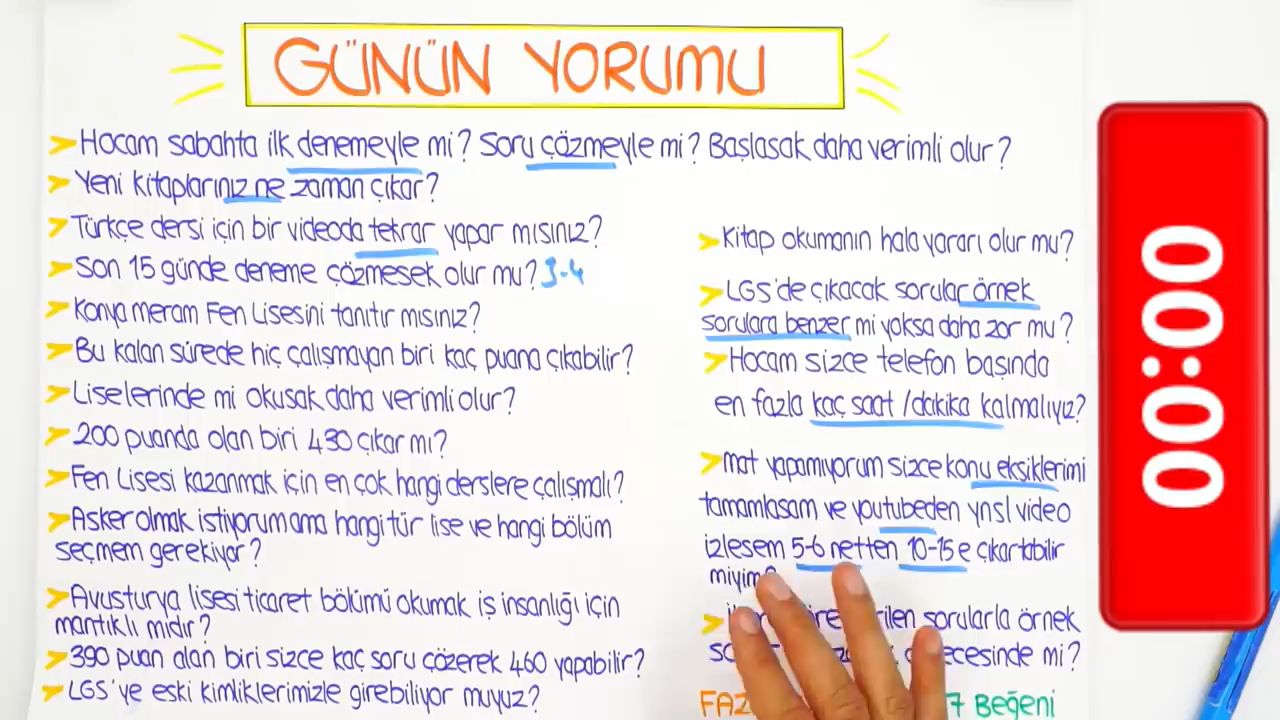 GÜNÜN YORUMU
➤ Hocam sabahta ilk denemeyle mi? Soru çözmeyle mi? Başlasak daha verimli olur?
➤ Yeni kitaplarınız ne zaman çıkar?
➤ Türkçe dersi için bir videoda tekrar yapar mısınız?
➤ Son 15 günde deneme çözmesek olur mu? 3-4
➤ Konya meram Fen Lisesini tanıtır mısınız?
➤ Bu kalan sürede hiç çalışmayan biri kaç puana çıkabilir?
➤ Liselerinde mi okusak daha verimli olur?
➤ 200 puanda olan biri 430 çıkar mı?
➤ Fen Lisesi kazanmak için en çok hangi derslere çalışmalı?
➤ Asker olmak istiyorum ama hangi tür lise ve hangi bölüm
seçmem gerekiyor?
➤ Avusturya lisesi ticaret bölümü okumak iş insanlığı için
mantıklı mıdır?
➤ 390 puan alan biri sizce kaç soru çözerek 460 yapabilir?
➤ LGS'ye eski kimliklerimizle girebiliyor muyuz?
➤ Kitap okumanın hala yararı olur mu?
➤ LGS'de çıkacak sorular örnek
sorulara benzer mi yoksa daha zor mu?
➤ Hocam sizce telefon başında
en fazla kaç saat / dakika kalmalıyız?
➤ mat yapamıyorum sizce konu eksiklerimi
tamamlasam ve youtubeden ynsl video
izlesem 5-6 netten 10-15e çıkartabilir
miyim?
➤ sorularla örnek
mi?
7 Beğeni
00:00